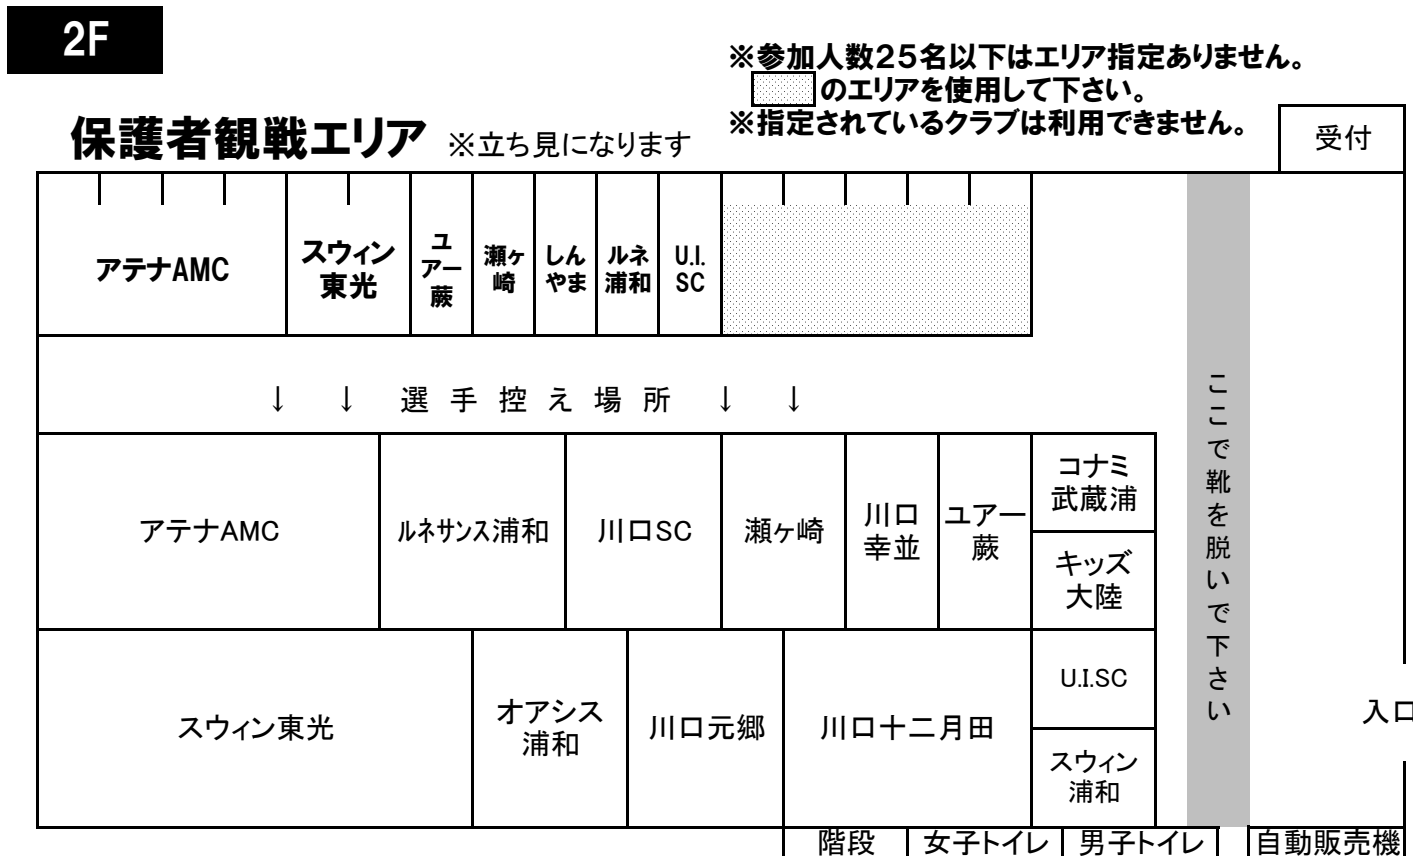 2F
※参加人数25名以下はエリア指定ありません。
のエリアを使用して下さい。
※指定されているクラブは利用できません。
保護者観戦エリア ※立ち見になります
受付
アテナAMC
スウィン
東光
ユ
アー
蕨
瀬ヶ
崎
しん
やま
ルネ
浦和
U.I.
SC
↓ ↓ 選手控え場所 ↓ ↓
ここで靴を脱いで下さい
アテナAMC
ルネサンス浦和
川口SC
瀬ヶ崎
川口
幸並
ユアー
蕨
コナミ
武蔵浦
キッズ
大陸
スウィン東光
オアシス
浦和
川口元郷
川口十二月田
U.I.SC
スウィン
浦和
入口
階段
女子トイレ
男子トイレ
自動販売機